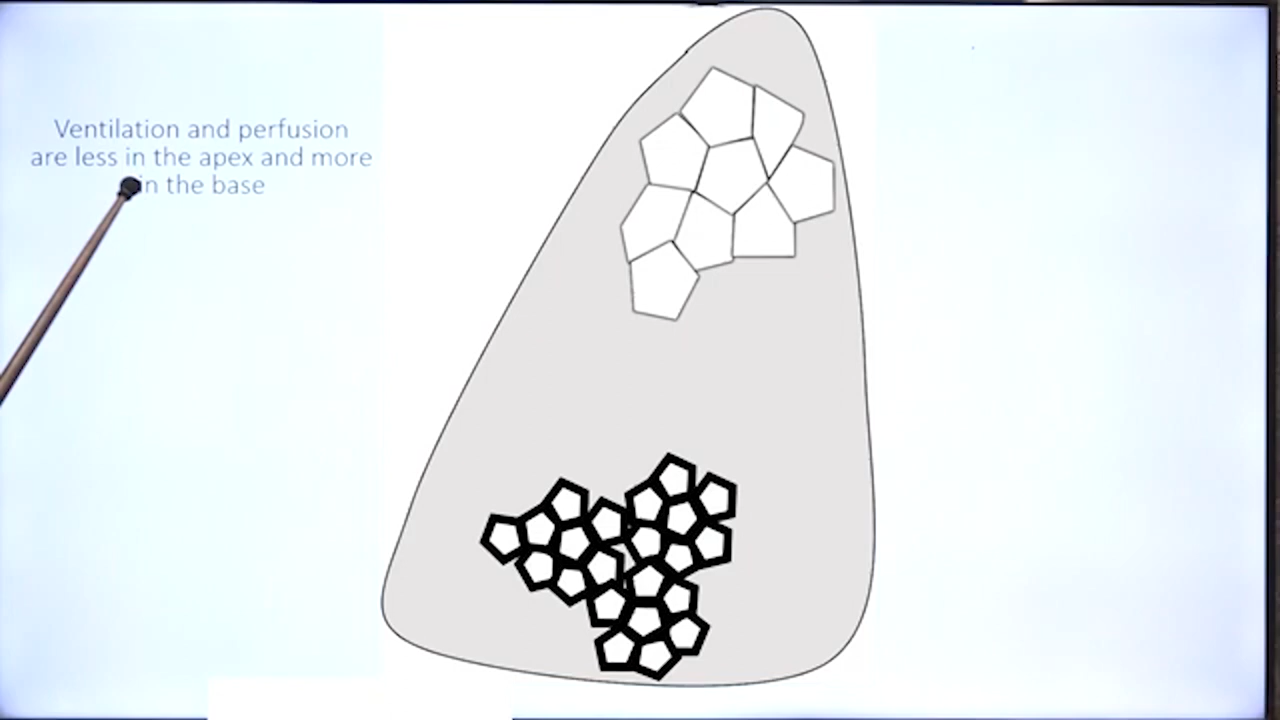 Ventilation and perfusion
are less in the apex and more
in the base